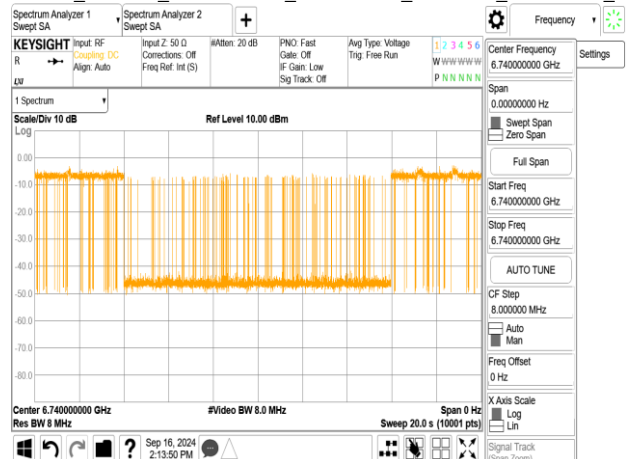 Spectrum Analyzer 1
Swept SA
Spectrum Analyzer 2
Swept SA
+
Frequency
KEYSIGHT
R
LXI
Input: RF
Coupling: DC
Align: Auto
Input Z: 50 Ω
Corrections: Off
Freq Ref: Int (S)
#Atten: 20 dB
PNO: Fast
Gate: Off
IF Gain: Low
Sig Track: Off
Avg Type: Voltage
Trig: Free Run
1 2 3 4 5 6
W W W W W W
P N N N N N
Center Frequency
6.740000000 GHz
Settings
Span
0.00000000 Hz
Swept Span
Zero Span
Full Span
Start Freq
6.740000000 GHz
Stop Freq
6.740000000 GHz
AUTO TUNE
CF Step
8.000000 MHz
Auto
Man
Freq Offset
0 Hz
X Axis Scale
Log
Lin
Signal Track
(Span Zoom)
1 Spectrum
Scale/Div 10 dB
Ref Level 10.00 dBm
Log
0.00
-10.0
-20.0
-30.0
-40.0
-50.0
-60.0
-70.0
-80.0
Center 6.740000000 GHz
#Video BW 8.0 MHz
Span 0 Hz
Res BW 8 MHz
Sweep 20.0 s (10001 pts)
?
Sep 16, 2024
2:13:50 PM